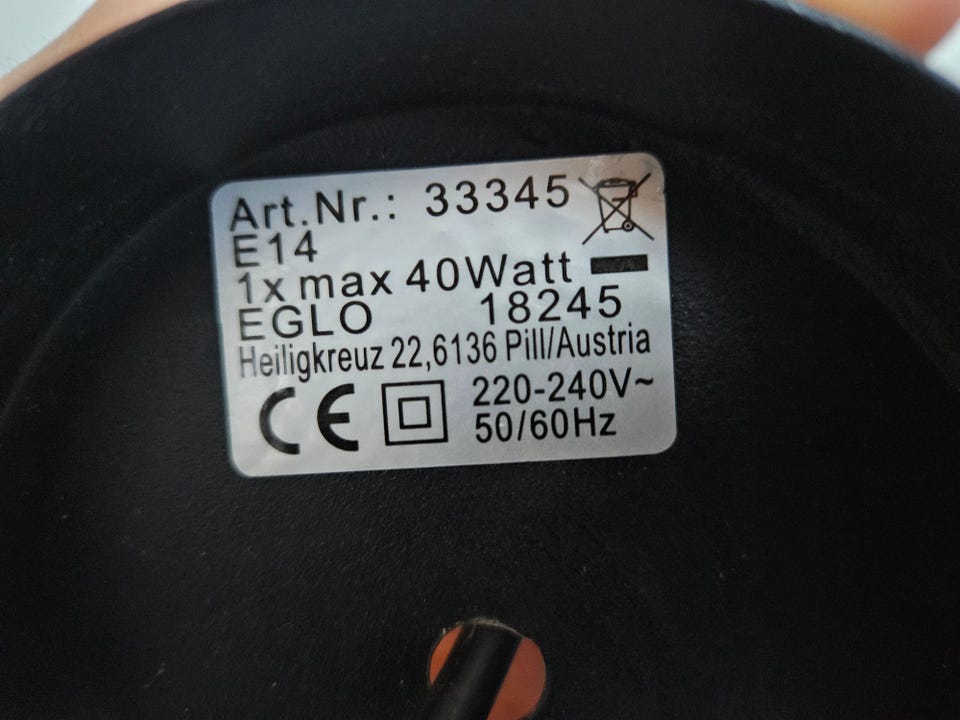 Art.Nr.: 33345
E14
1x max 40Watt
EGLO 18245
Heiligkreuz 22,6136 Pill/Austria
CE 220-240V~
50/60Hz